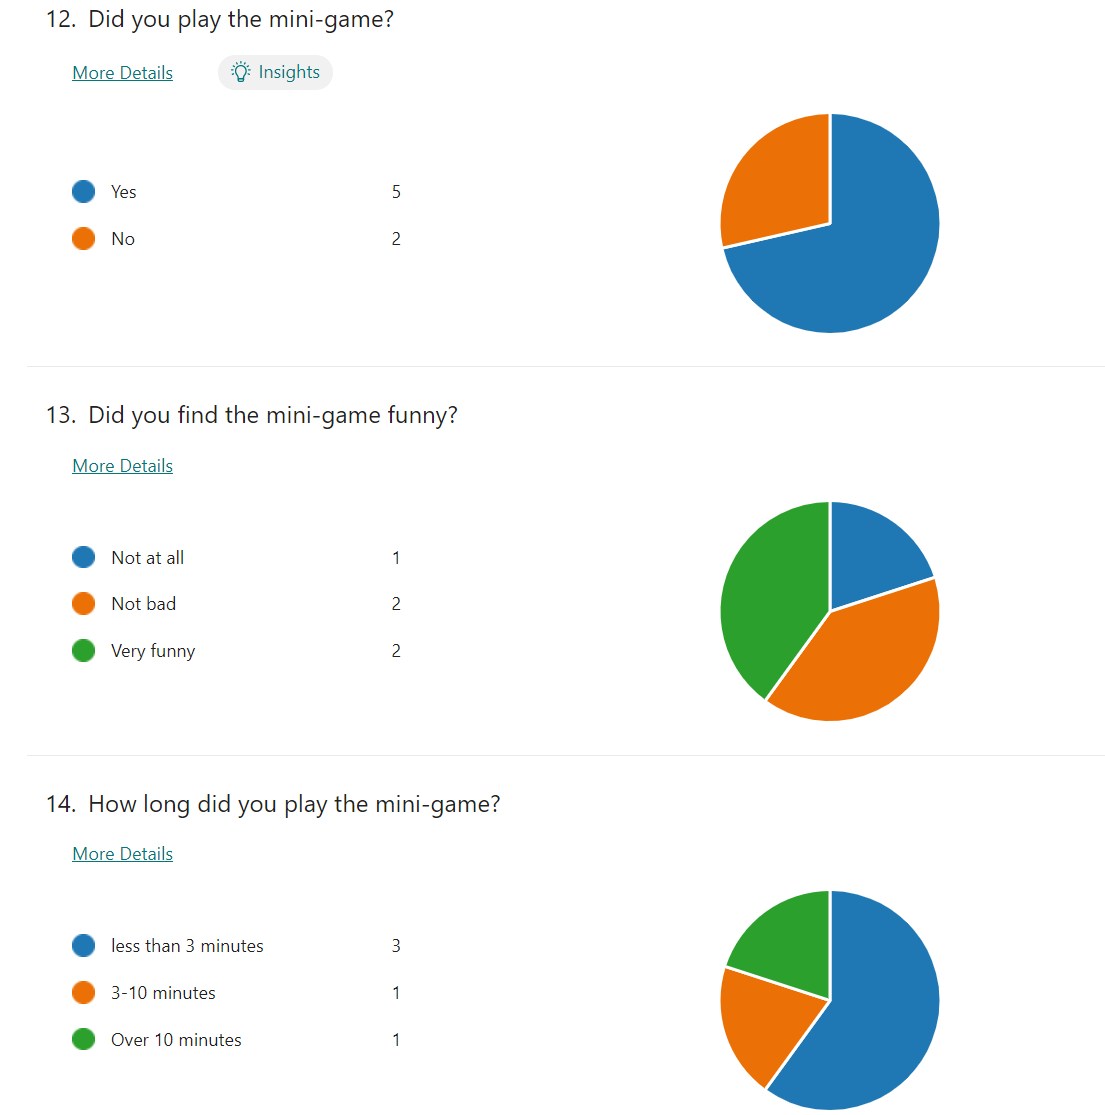 12. Did you play the mini-game?
More Details
Insights
Yes 5
No 2
13. Did you find the mini-game funny?
More Details
Not at all 1
Not bad 2
Very funny 2
14. How long did you play the mini-game?
More Details
less than 3 minutes 3
3-10 minutes 1
Over 10 minutes 1